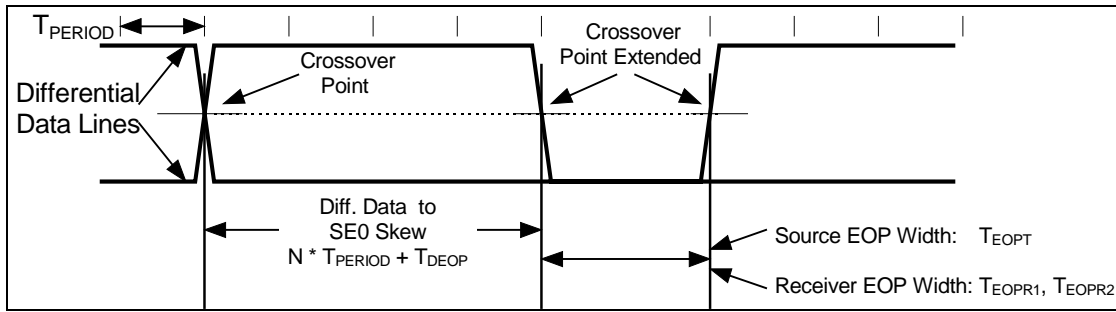 TPERIOD
Differential
Data Lines
Crossover
Point
Crossover
Point Extended
Diff. Data to
SE0 Skew
N * TPERIOD + TDEOP
Source EOP Width: TEOPT
Receiver EOP Width: TEOPR1, TEOPR2